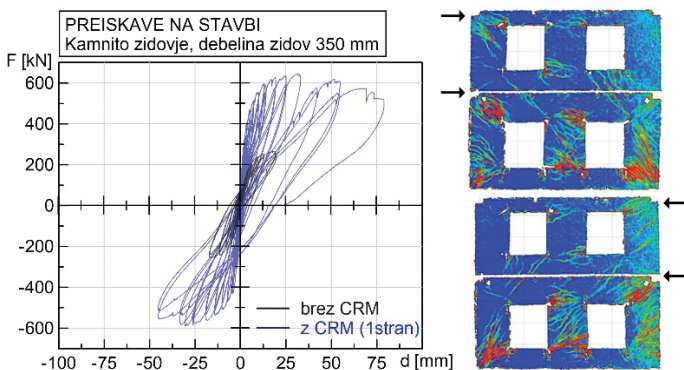 PREISKAVE NA STAVBI
Kamnito zidovje, debelina zidov 350 mm
F [kN]
600
400
200
0
-200
-400
-600
brez CRM
z CRM (1stran)
-100 -75 -50 -25 0 25 50 75 d [mm]